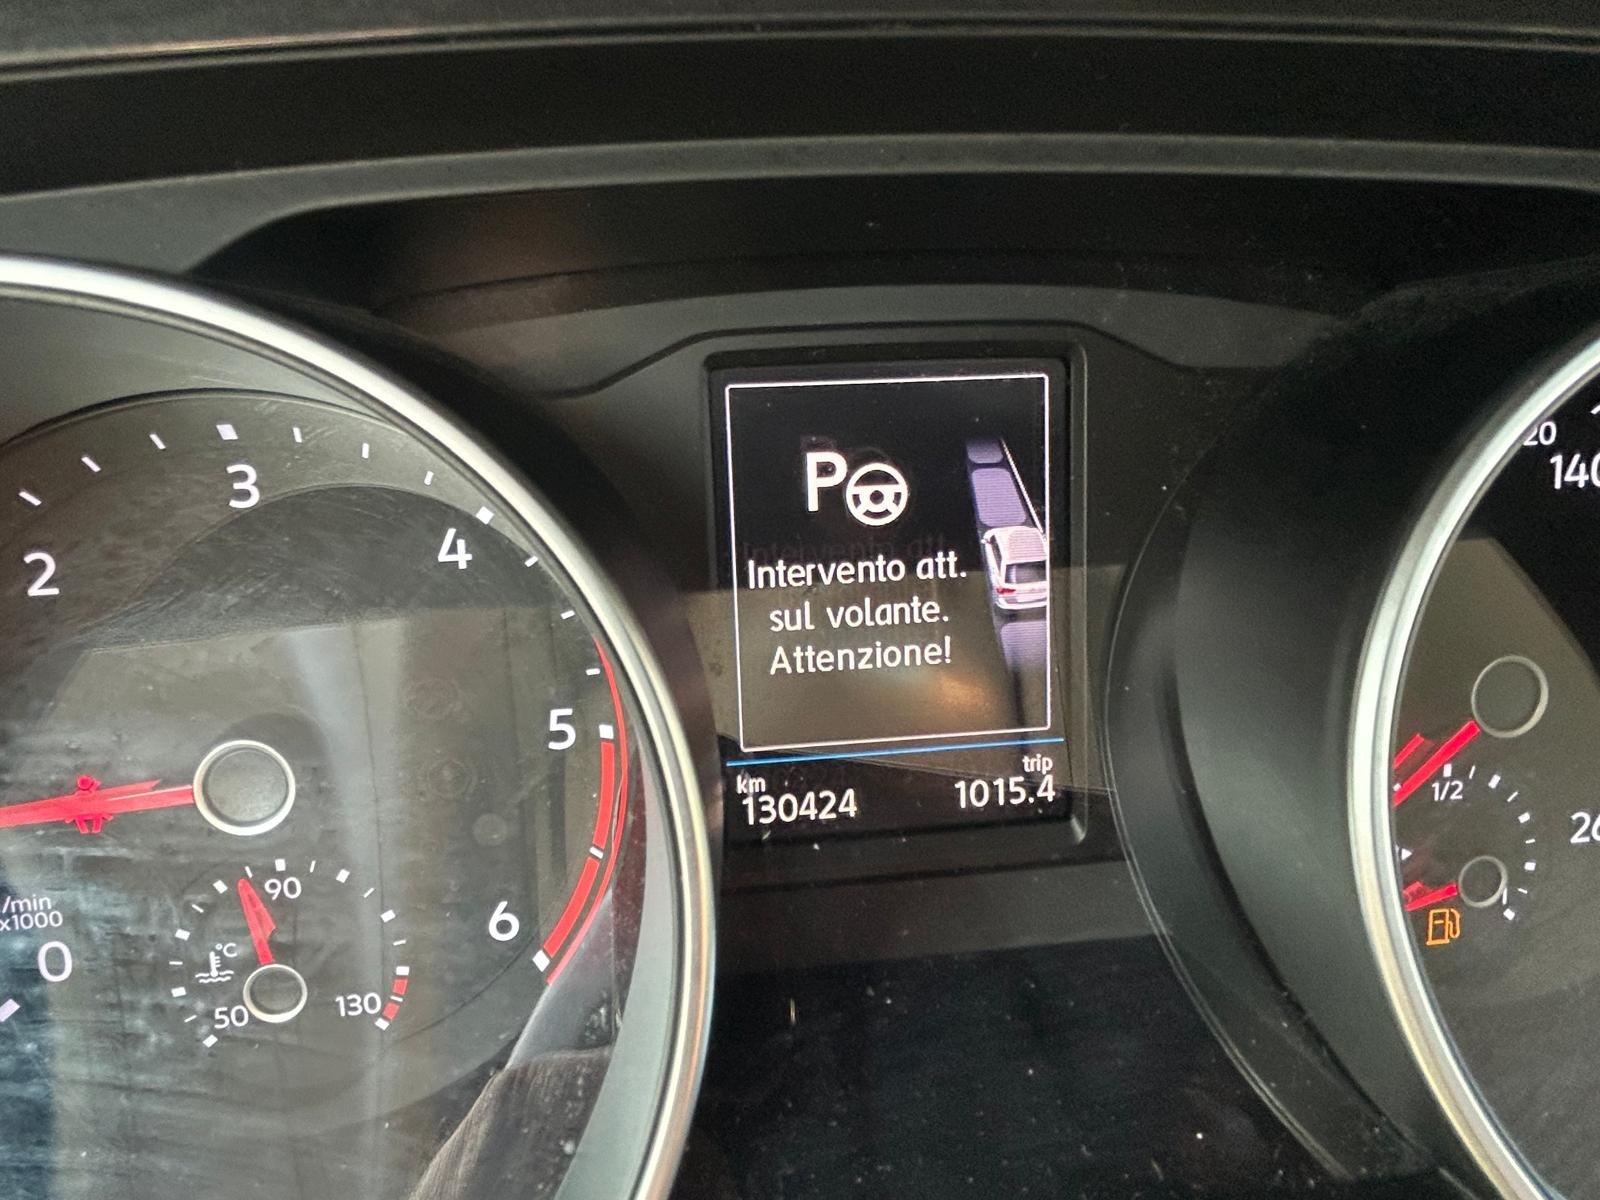 2
3
4
5
6
/min
x1000
0
90
°C
50
130
P
Intervento att.
sul volante.
Attenzione!
km
130424
trip
1015.4
20
140
1/2
26